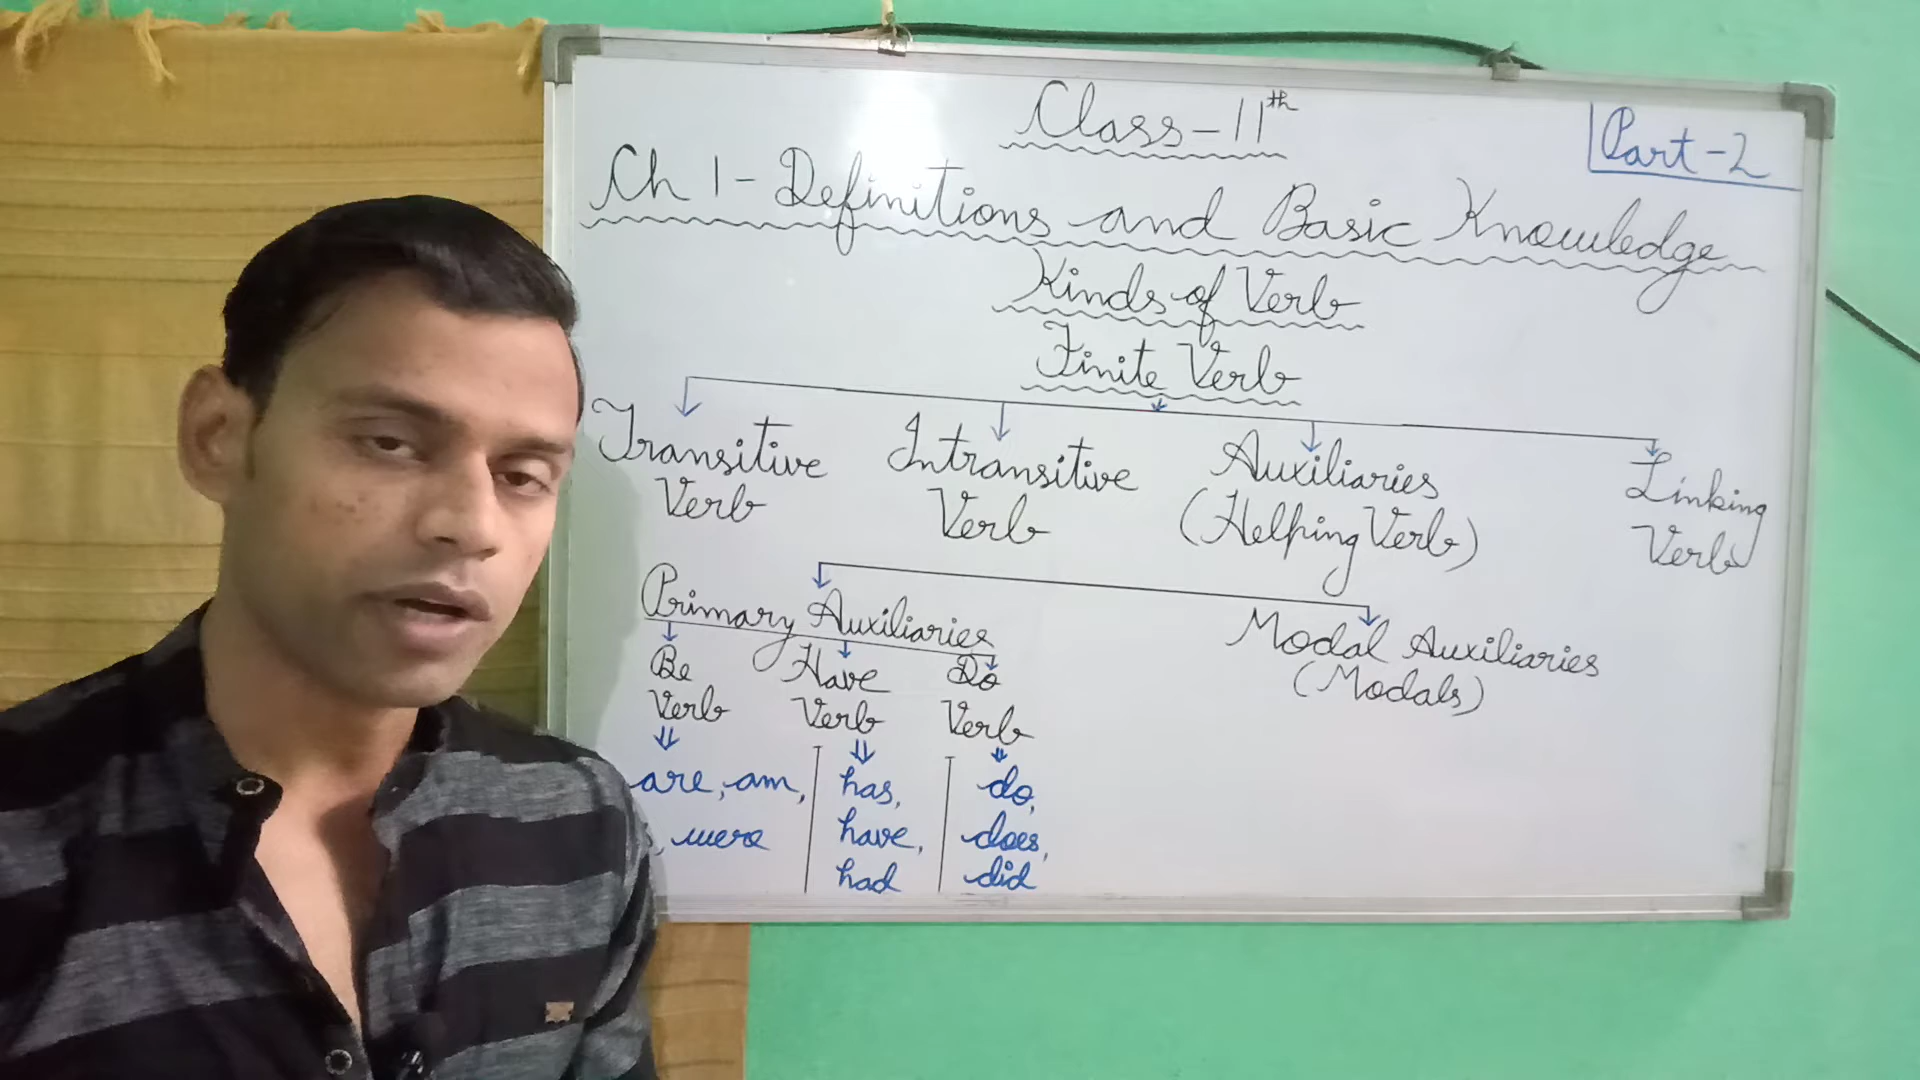 Class-11th
Part-2
Ch 1- Definitions and Basic Knowledge
Kinds of Verb
Finite Verb
Transitive Verb
Intransitive Verb
Auxiliaries (Helping Verb)
Linking Verb
Primary Auxiliaries
Modal Auxiliaries (Modals)
Be Verb
Have Verb
Do Verb
are, am,
, were
has,
have,
had
do,
does,
did